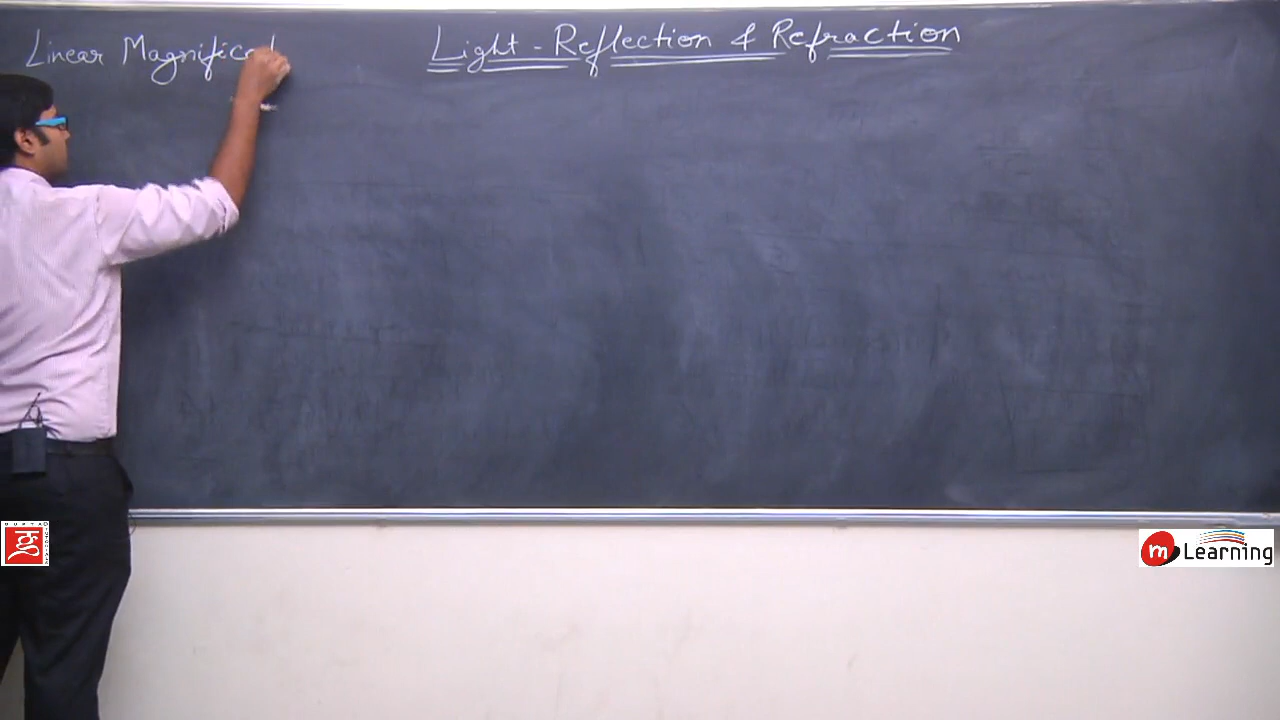 Linear Magnificat
Light - Reflection & Refraction
m Learning